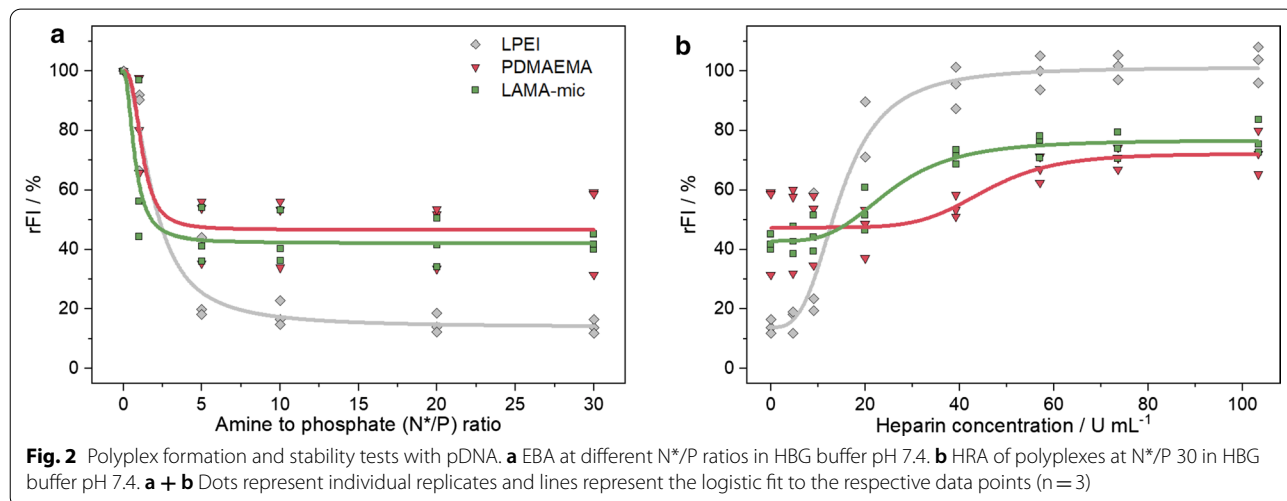 a
LPEI
PDMAEMA
LAMA-mic
100
80
60
40
20
0
rFI / %
0 5 10 15 20 25 30
Amine to phosphate (N*/P) ratio
b
100
80
60
40
20
0
rFI / %
0 20 40 60 80 100
Heparin concentration / U mL⁻¹
Fig. 2 Polyplex formation and stability tests with pDNA. a EBA at different N*/P ratios in HBG buffer pH 7.4. b HRA of polyplexes at N*/P 30 in HBG
buffer pH 7.4. a + b Dots represent individual replicates and lines represent the logistic fit to the respective data points (n = 3)